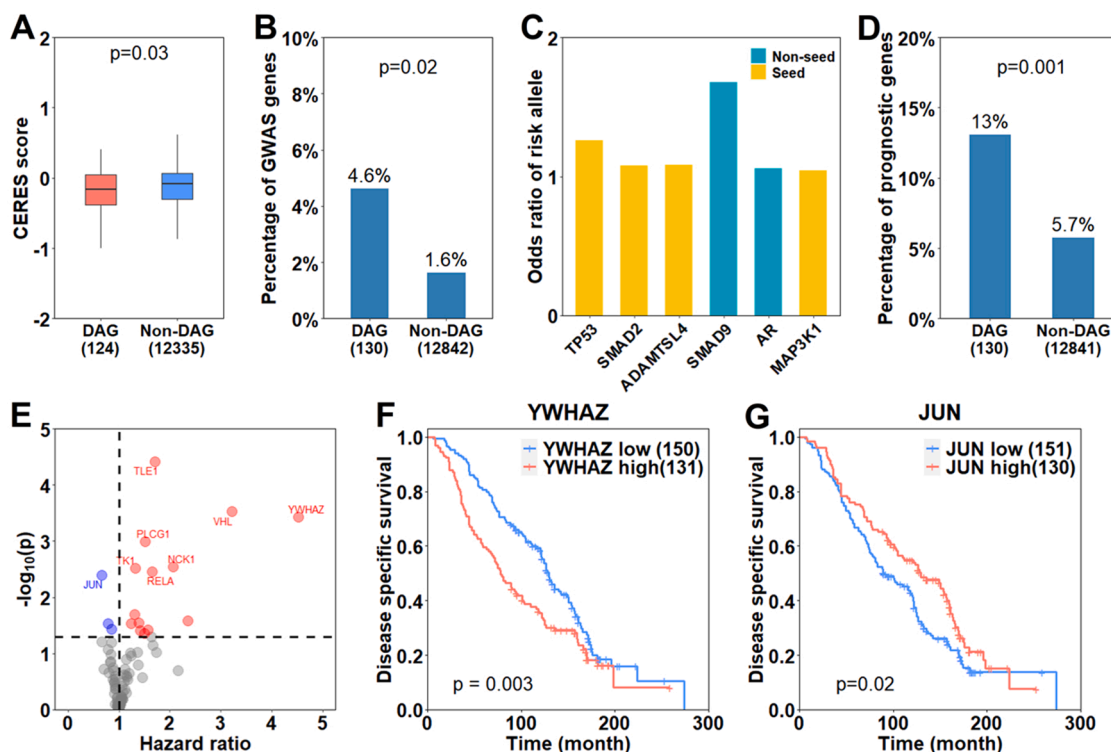 A
CERES score
2
1
0
-1
-2
p=0.03
DAG
(124)
Non-DAG
(12335)
B
Percentage of GWAS genes
10%
8%
6%
4%
2%
0%
p=0.02
4.6%
1.6%
DAG
(130)
Non-DAG
(12842)
C
Odds ratio of risk allele
2
1
0
Non-seed
Seed
TP53
SMAD2
ADAMTSL4
SMAD9
AR
MAP3K1
D
Percentage of prognostic genes
20%
15%
10%
5%
0%
p=0.001
13%
5.7%
DAG
(130)
Non-DAG
(12841)
E
-log10(p)
5
4
3
2
1
0
TLE1
VHL
YWHAZ
PLCG1
NCK1
RELA
JUN
0 1 2 3 4 5
Hazard ratio
F
YWHAZ
Disease specific survival
1.0
0.8
0.6
0.4
0.2
0.0
YWHAZ low (150)
YWHAZ high(131)
p = 0.003
0 100 200 300
Time (month)
G
JUN
Disease specific survival
1.0
0.8
0.6
0.4
0.2
0.0
JUN low (151)
JUN high(130)
p=0.02
0 100 200 300
Time (month)